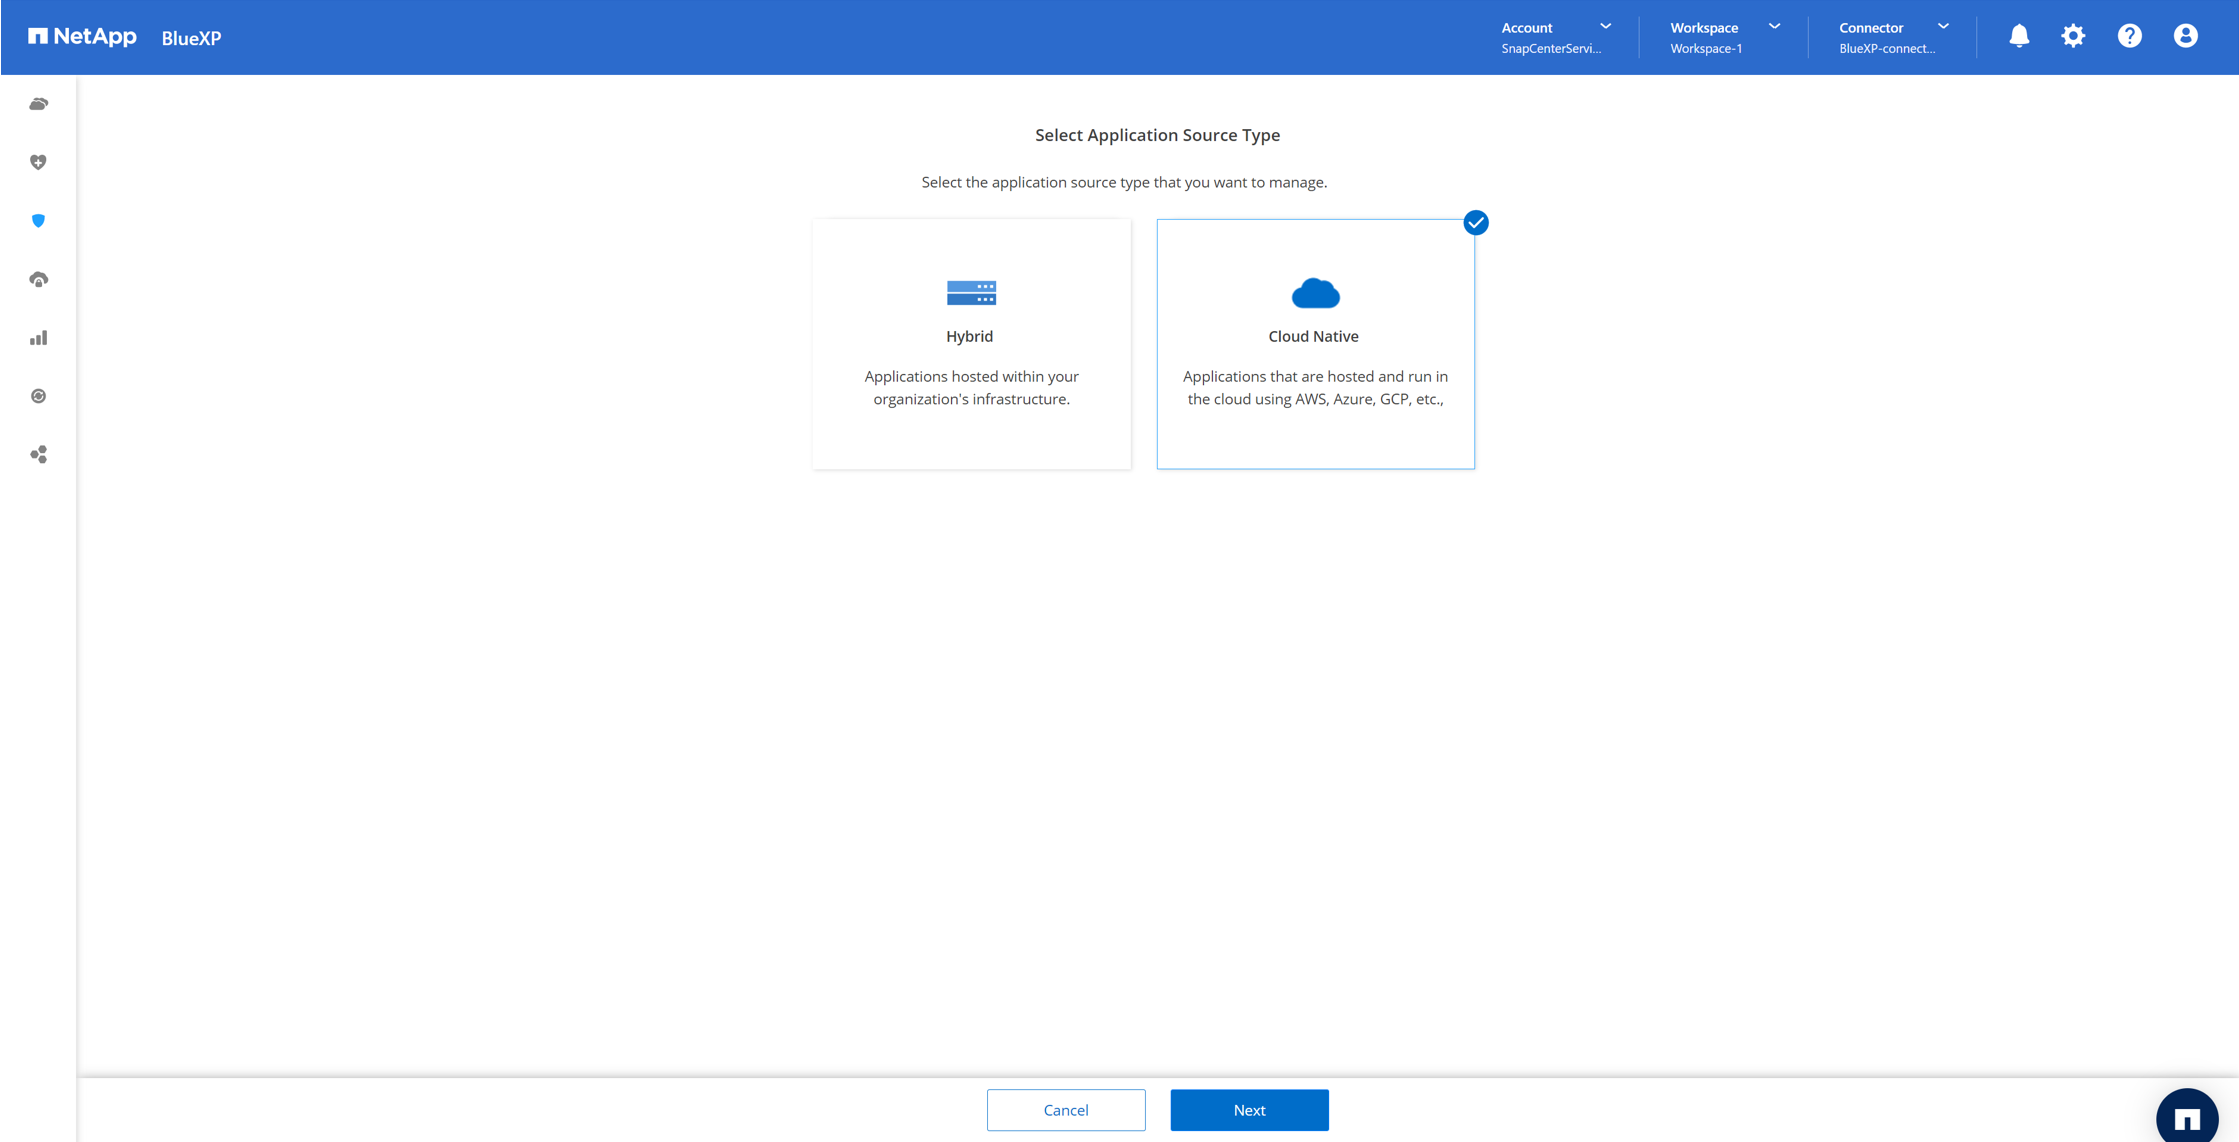 NetApp BlueXP
Account
SnapCenterServi...
Workspace
Workspace-1
Connector
BlueXP-connect...
Select Application Source Type
Select the application source type that you want to manage.
Hybrid
Applications hosted within your
organization's infrastructure.
Cloud Native
Applications that are hosted and run in
the cloud using AWS, Azure, GCP, etc.,
Cancel
Next